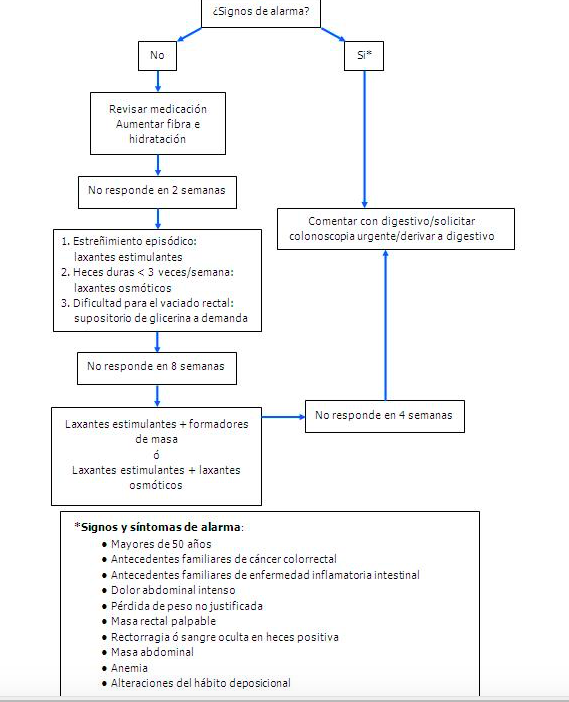 ¿Signos de alarma?
No
Si*
Revisar medicación
Aumentar fibra e
hidratación
No responde en 2 semanas
Comentar con digestivo/solicitar
colonoscopia urgente/derivar a digestivo
1. Estreñimiento episódico:
laxantes estimulantes
2. Heces duras < 3 veces/semana:
laxantes osmóticos
3. Dificultad para el vaciado rectal:
supositorio de glicerina a demanda
No responde en 8 semanas
Laxantes estimulantes + formadores
de masa
ó
Laxantes estimulantes + laxantes
osmóticos
No responde en 4 semanas
*Signos y síntomas de alarma:
• Mayores de 50 años
• Antecedentes familiares de cáncer colorrectal
• Antecedentes familiares de enfermedad inflamatoria intestinal
• Dolor abdominal intenso
• Pérdida de peso no justificada
• Masa rectal palpable
• Rectorragia ó sangre oculta en heces positiva
• Masa abdominal
• Anemia
• Alteraciones del hábito deposicional